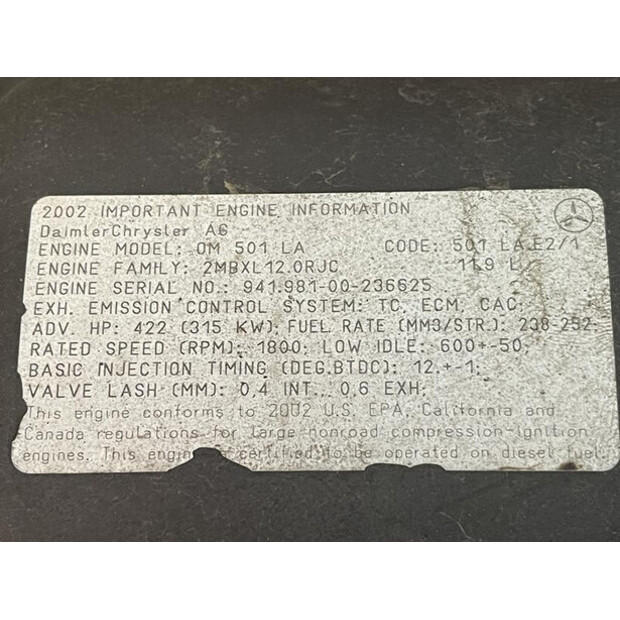 2002 IMPORTANT ENGINE INFORMATION
DaimlerChrysler AG
ENGINE MODEL: OM 501 LA CODE: 501 LA.E2/1
ENGINE FAMILY: 2MBXL12.0RJC 11.9 L
ENGINE SERIAL NO.: 941.981-00-236625
EXH. EMISSION CONTROL SYSTEM: TC, ECM, CAC
ADV. HP: 422 (315 KW); FUEL RATE (MM3/STR.): 238-252;
RATED SPEED (RPM): 1800; LOW IDLE: 600+-50;
BASIC INJECTION TIMING (DEG.BTDC): 12.+-1;
VALVE LASH (MM): 0,4 INT., 0,6 EXH.
This engine conforms to 2002 U.S. EPA, California and
Canada regulations for large nonroad compression-ignition
engines. This engine certified to be operated on diesel fuel.